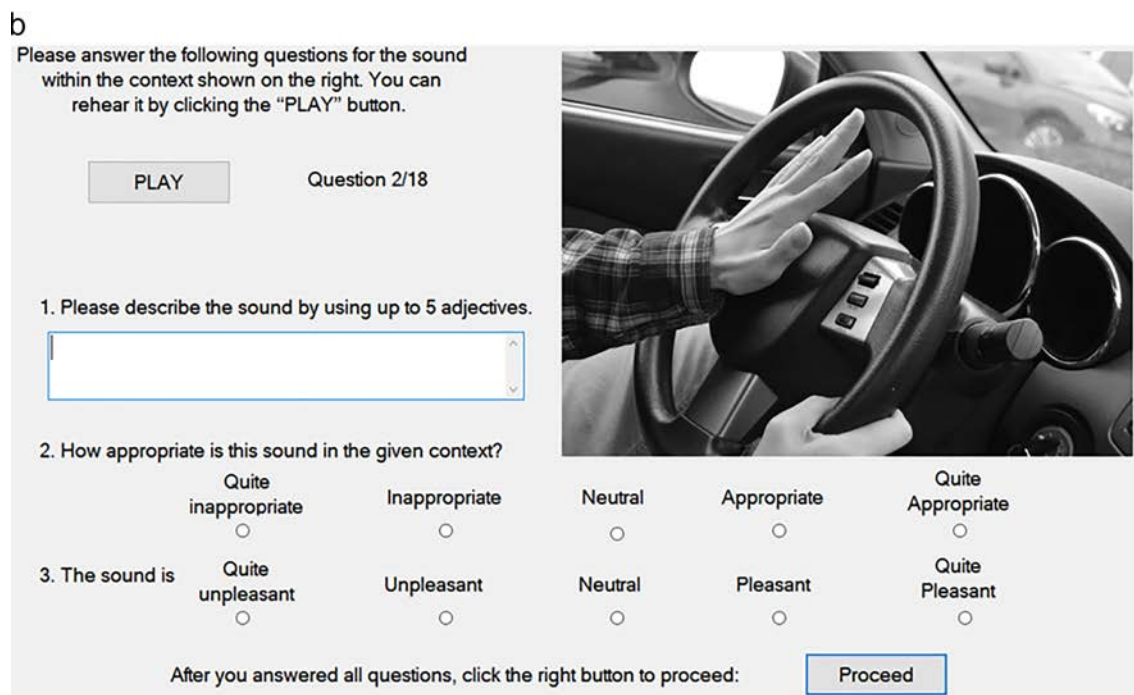 b
Please answer the following questions for the sound
within the context shown on the right. You can
rehear it by clicking the “PLAY” button.
PLAY
Question 2/18
1. Please describe the sound by using up to 5 adjectives.
2. How appropriate is this sound in the given context?
Quite
inappropriate
Inappropriate
Neutral
Appropriate
Quite
Appropriate
3. The sound is
Quite
unpleasant
Unpleasant
Neutral
Pleasant
Quite
Pleasant
After you answered all questions, click the right button to proceed:
Proceed